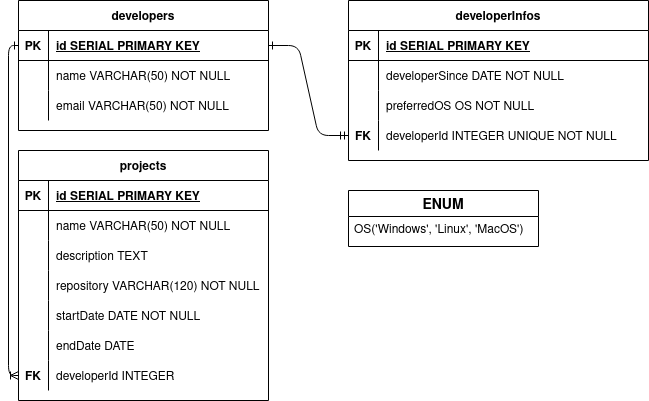 developers
PK id SERIAL PRIMARY KEY
name VARCHAR(50) NOT NULL
email VARCHAR(50) NOT NULL
developerInfos
PK id SERIAL PRIMARY KEY
developerSince DATE NOT NULL
preferredOS OS NOT NULL
FK developerId INTEGER UNIQUE NOT NULL
projects
PK id SERIAL PRIMARY KEY
name VARCHAR(50) NOT NULL
description TEXT
repository VARCHAR(120) NOT NULL
startDate DATE NOT NULL
endDate DATE
FK developerId INTEGER
ENUM
OS('Windows', 'Linux', 'MacOS')